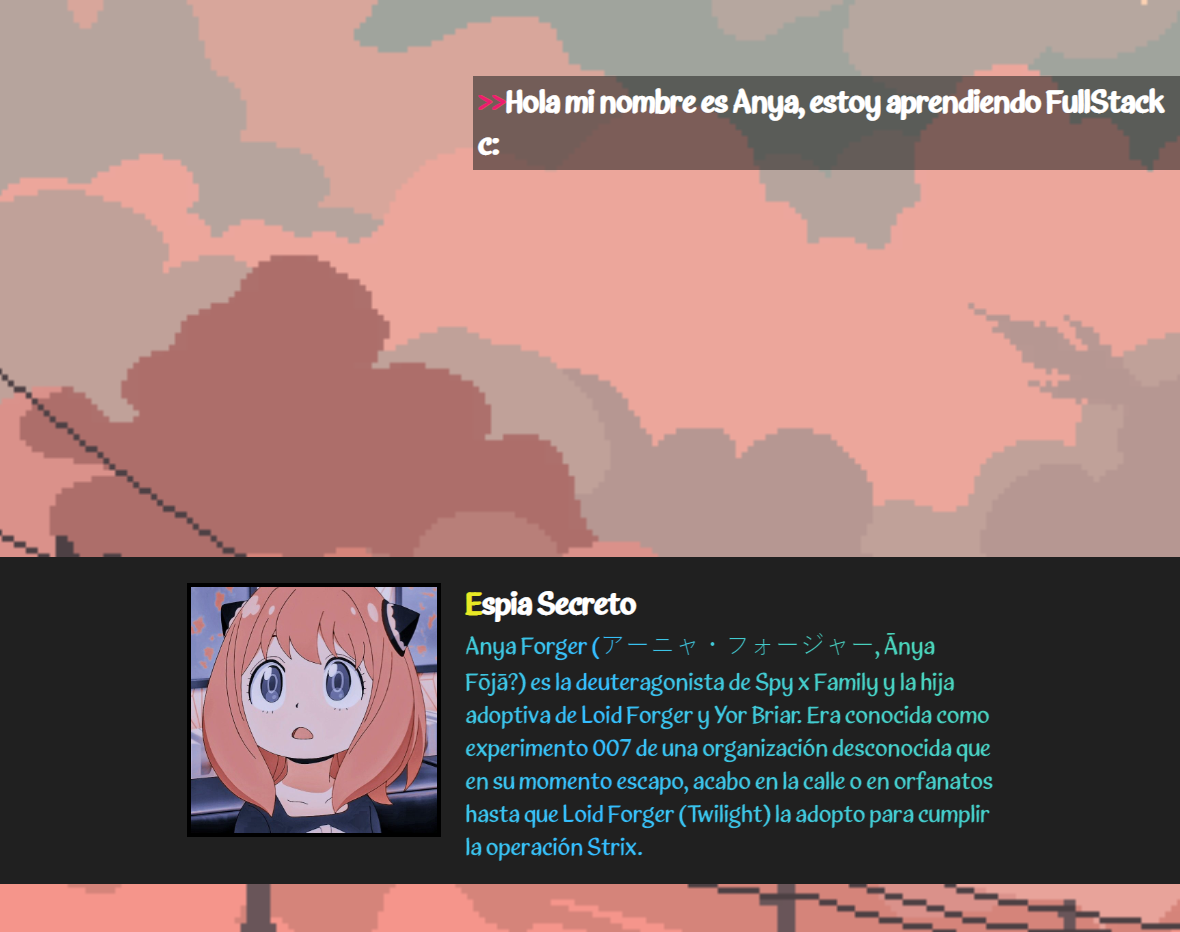 >>Hola mi nombre es Anya, estoy aprendiendo FullStack
c:
Espia Secreto
Anya Forger (アーニャ・フォージャー, Ānya
Fōjā?) es la deuteragonista de Spy x Family y la hija
adoptiva de Loid Forger y Yor Briar. Era conocida como
experimento 007 de una organización desconocida que
en su momento escapo, acabo en la calle o en orfanatos
hasta que Loid Forger (Twilight) la adopto para cumplir
la operación Strix.